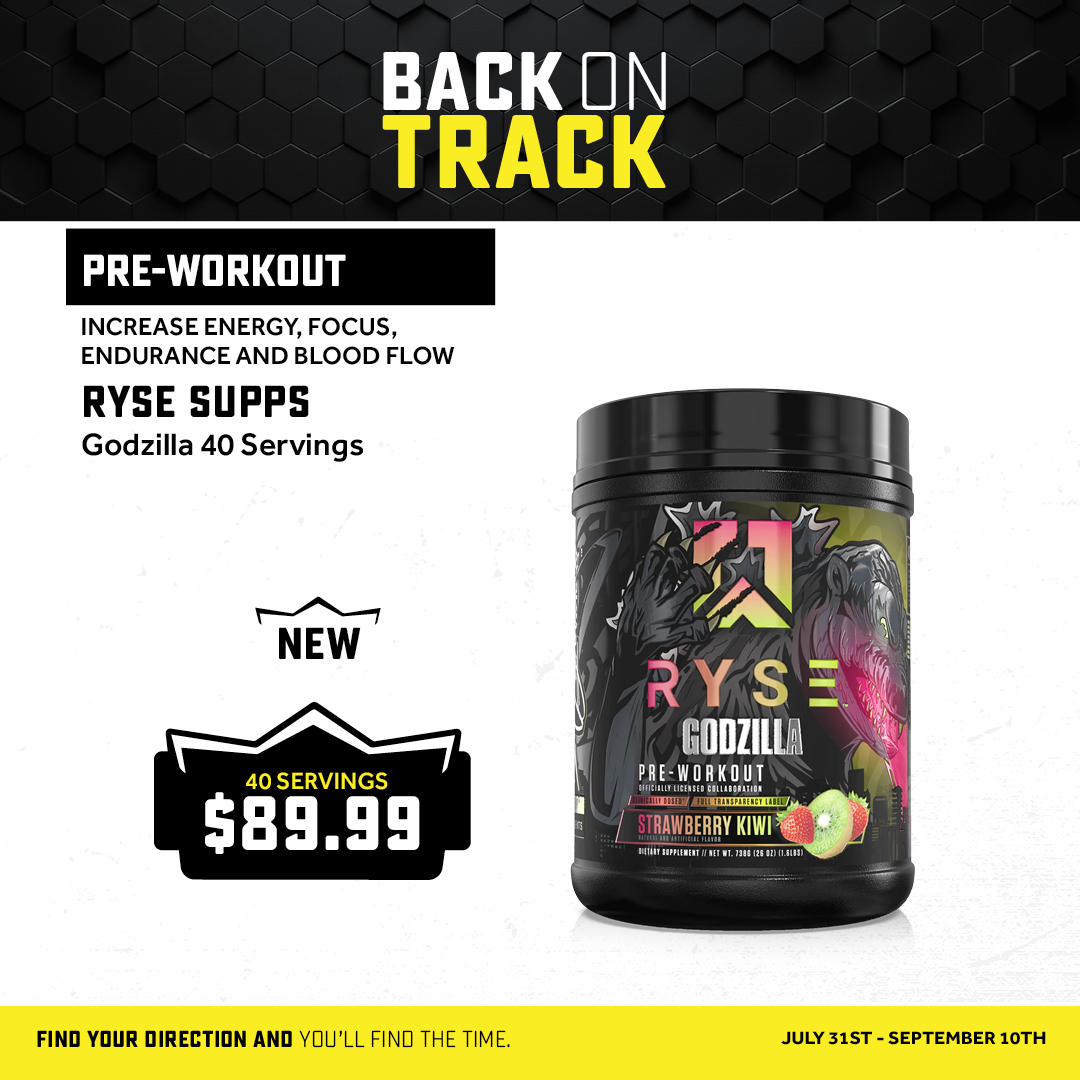 BACK ON
TRACK
PRE-WORKOUT
INCREASE ENERGY, FOCUS,
ENDURANCE AND BLOOD FLOW
RYSE SUPPS
Godzilla 40 Servings
NEW
40 SERVINGS
$89.99
RYSE
GODZILLA
PRE-WORKOUT
OFFICIALLY LICENSED COLLABORATION
FULL TRANSPARENCY LABEL
STRAWBERRY KIWI
NATURAL AND ARTIFICIAL FLAVOR
DIETARY SUPPLEMENT // NET WT. 738G (26 OZ) (1.6LBS)
FIND YOUR DIRECTION AND YOU'LL FIND THE TIME.
JULY 31ST - SEPTEMBER 10TH